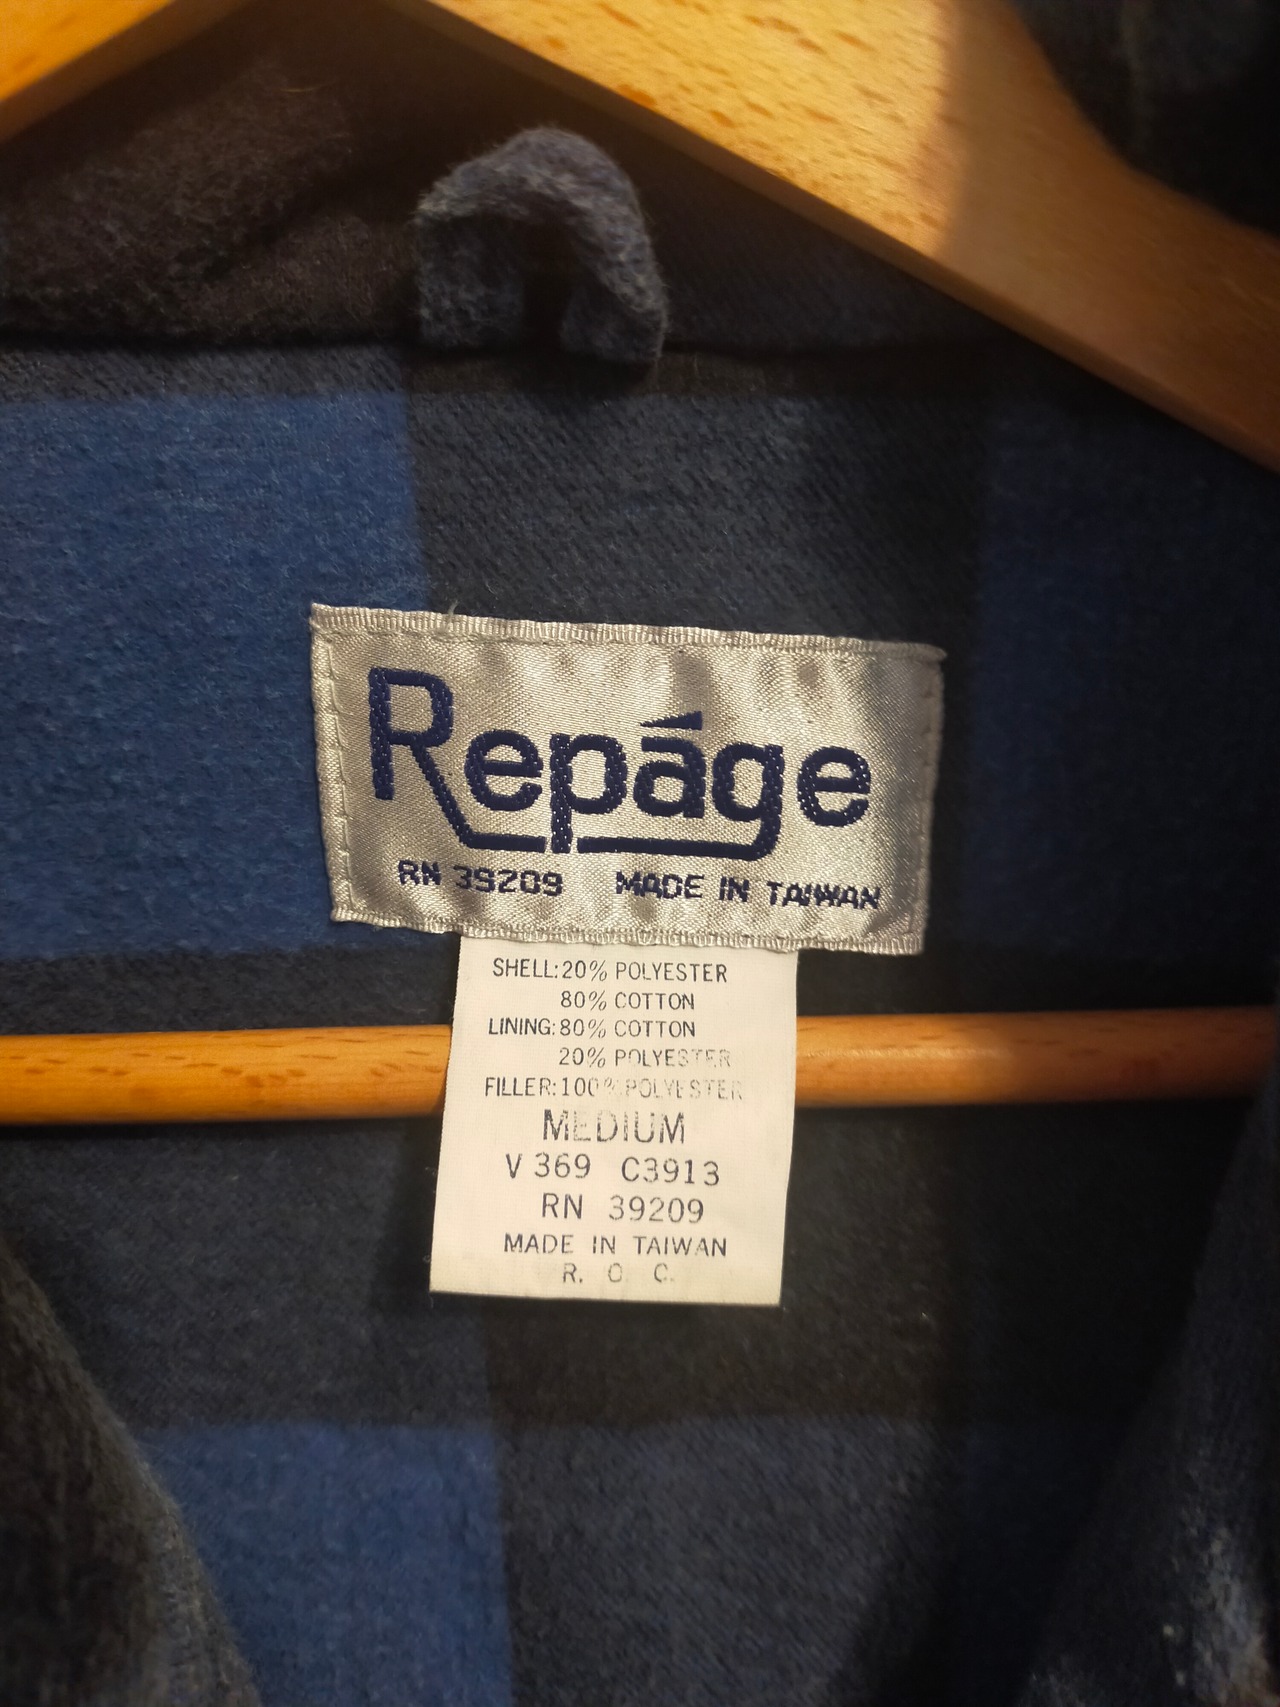 Repáge
RN 39209 MADE IN TAIWAN
SHELL: 20% POLYESTER
80% COTTON
LINING: 80% COTTON
20% POLYESTER
FILLER: 100% POLYESTER
MEDIUM
V 369 C3913
RN 39209
MADE IN TAIWAN
R. O. C.